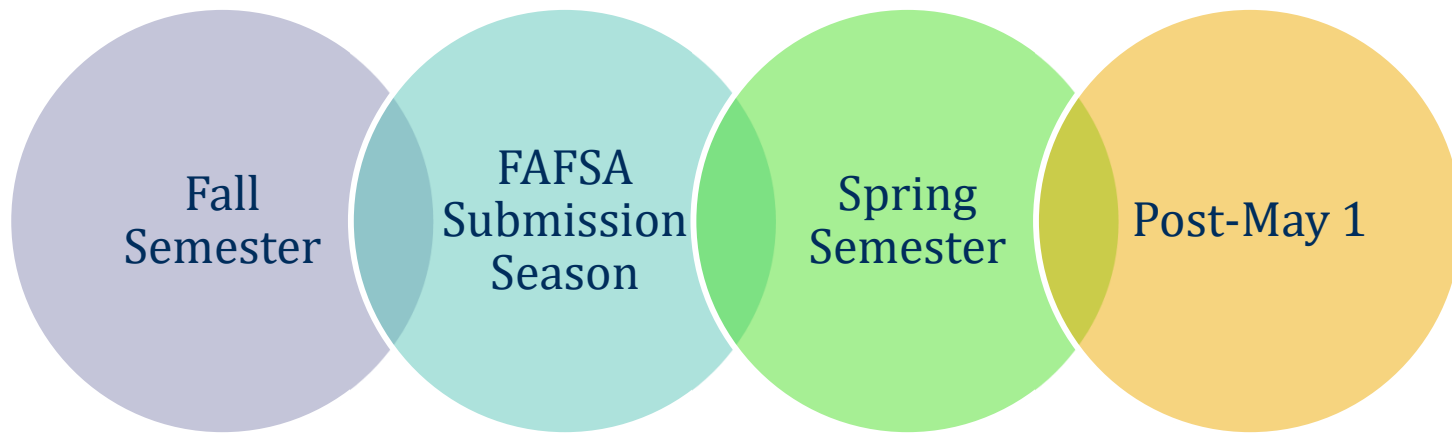 Fall
Semester
FAFSA
Submission
Season
Spring
Semester
Post-May 1